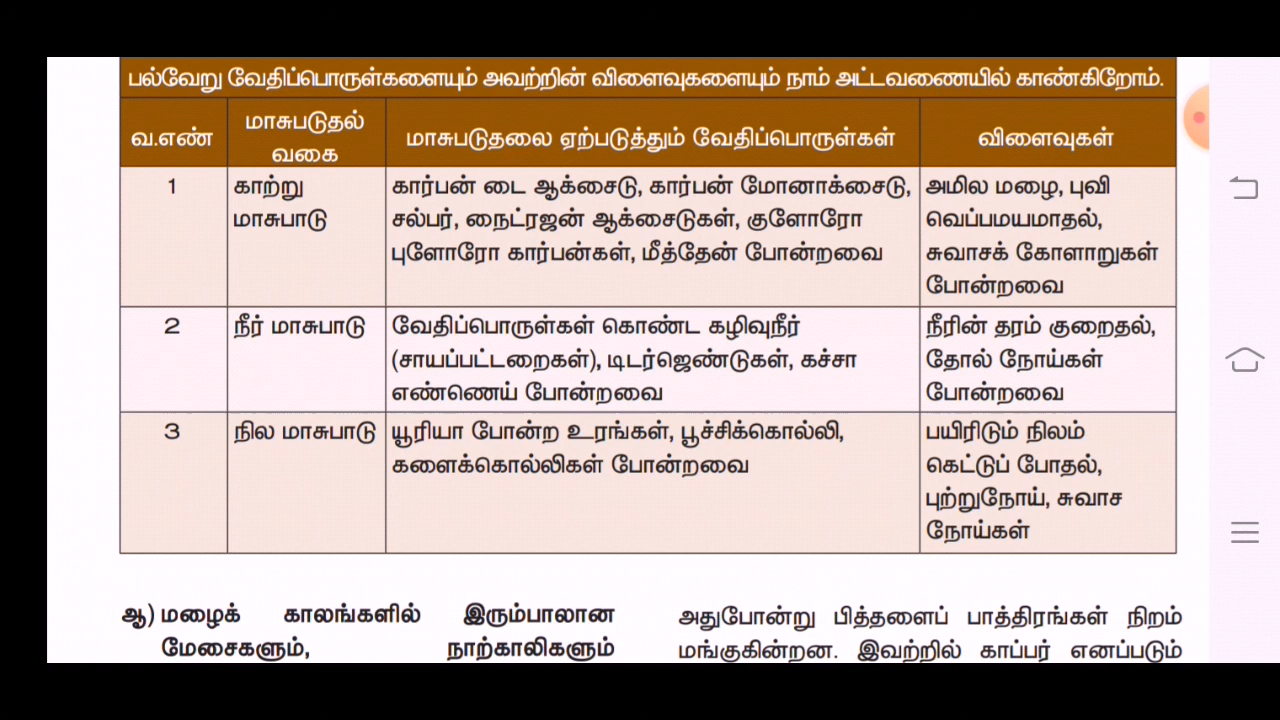 பல்வேறு வேதிப்பொருள்களையும் அவற்றின் விளைவுகளையும் நாம் அட்டவணையில் காண்கிறோம்.
வ.எண்
மாசுபடுதல்
வகை
மாசுபடுதலை ஏற்படுத்தும் வேதிப்பொருள்கள்
விளைவுகள்
1
காற்று
மாசுபாடு
கார்பன் டை ஆக்சைடு, கார்பன் மோனாக்சைடு,
சல்பர், நைட்ரஜன் ஆக்சைடுகள், குளோரோ
புளோரோ கார்பன்கள், மீத்தேன் போன்றவை
அமில மழை, புவி
வெப்பமயமாதல்,
சுவாசக் கோளாறுகள்
போன்றவை
2
நீர் மாசுபாடு
வேதிப்பொருள்கள் கொண்ட கழிவுநீர்
(சாயப்பட்டறைகள்), டிடர்ஜெண்டுகள், கச்சா
எண்ணெய் போன்றவை
நீரின் தரம் குறைதல்,
தோல் நோய்கள்
போன்றவை
3
நில மாசுபாடு
யூரியா போன்ற உரங்கள், பூச்சிக்கொல்லி,
களைக்கொல்லிகள் போன்றவை
பயிரிடும் நிலம்
கெட்டுப் போதல்,
புற்றுநோய், சுவாச
நோய்கள்
ஆ) மழைக் காலங்களில் இரும்பாலான
மேசைகளும், நாற்காலிகளும்
அதுபோன்று பித்தளைப் பாத்திரங்கள் நிறம்
மங்குகின்றன. இவற்றில் காப்பர் எனப்படும்